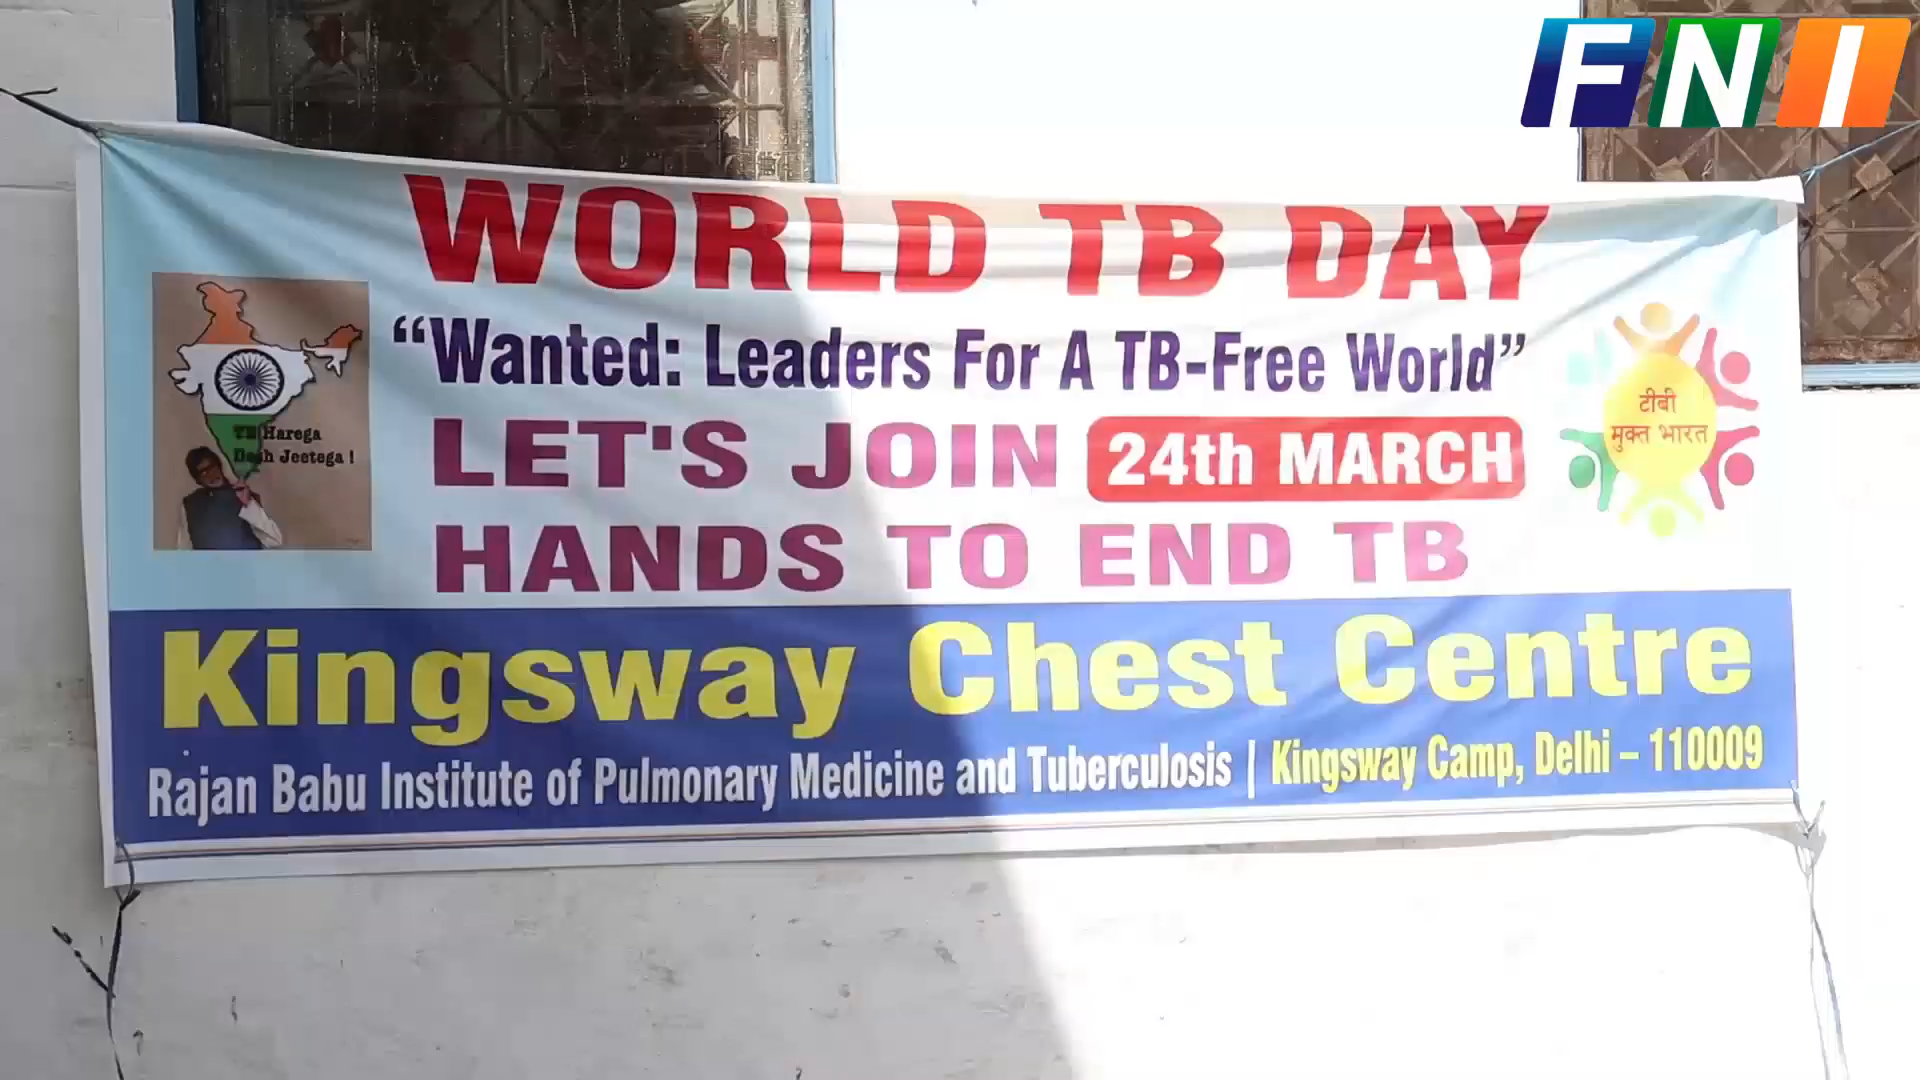 FNI
WORLD TB DAY
"Wanted: Leaders For A TB-Free World"
LET'S JOIN 24th MARCH
HANDS TO END TB
TB Harega
Desh Jeetega !
टीबी
मुक्त भारत
Kingsway Chest Centre
Rajan Babu Institute of Pulmonary Medicine and Tuberculosis | Kingsway Camp, Delhi – 110009